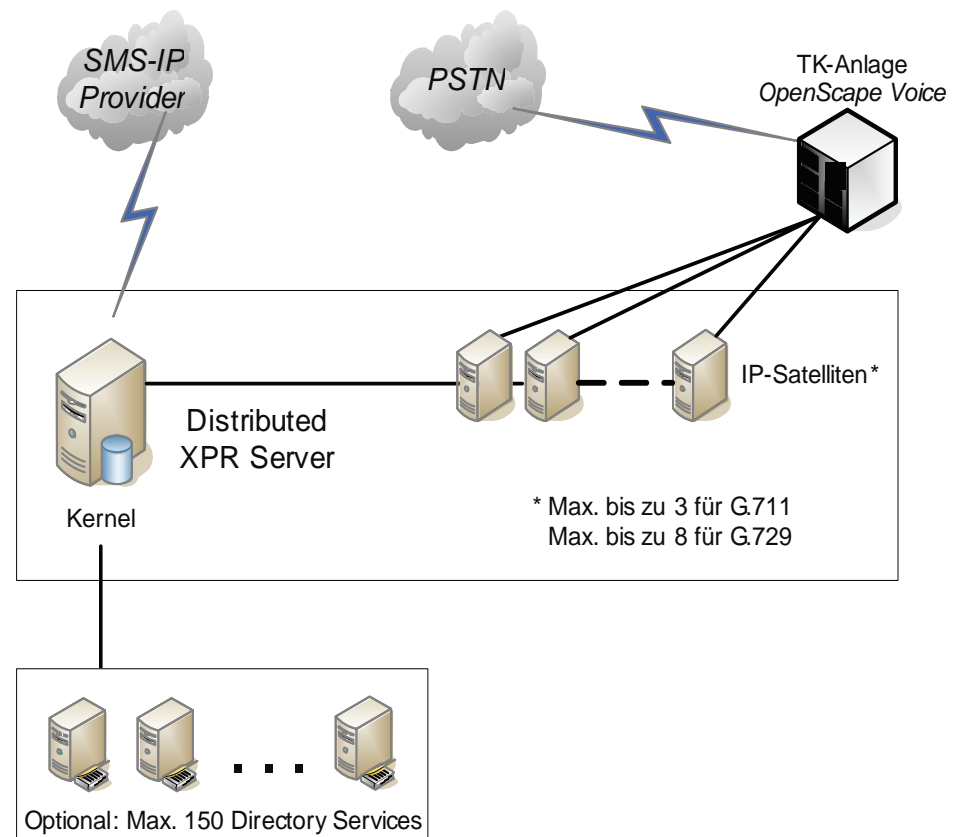 SMS-IP
Provider
PSTN
TK-Anlage
OpenScape Voice
IP-Satelliten*
Distributed
XPR Server
Kernel
* Max. bis zu 3 für G.711
Max. bis zu 8 für G.729
Optional: Max. 150 Directory Services